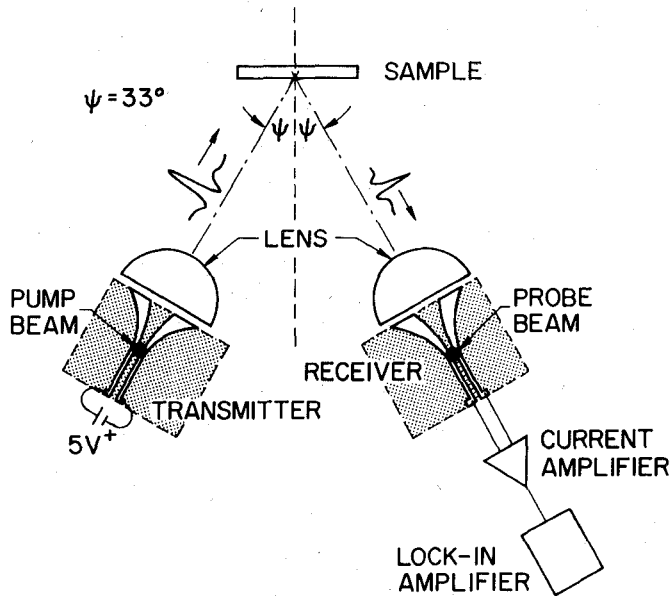 SAMPLE
ψ = 33°
ψ ψ
LENS
PUMP
BEAM
PROBE
BEAM
RECEIVER
TRANSMITTER
5V+
CURRENT
AMPLIFIER
LOCK-IN
AMPLIFIER